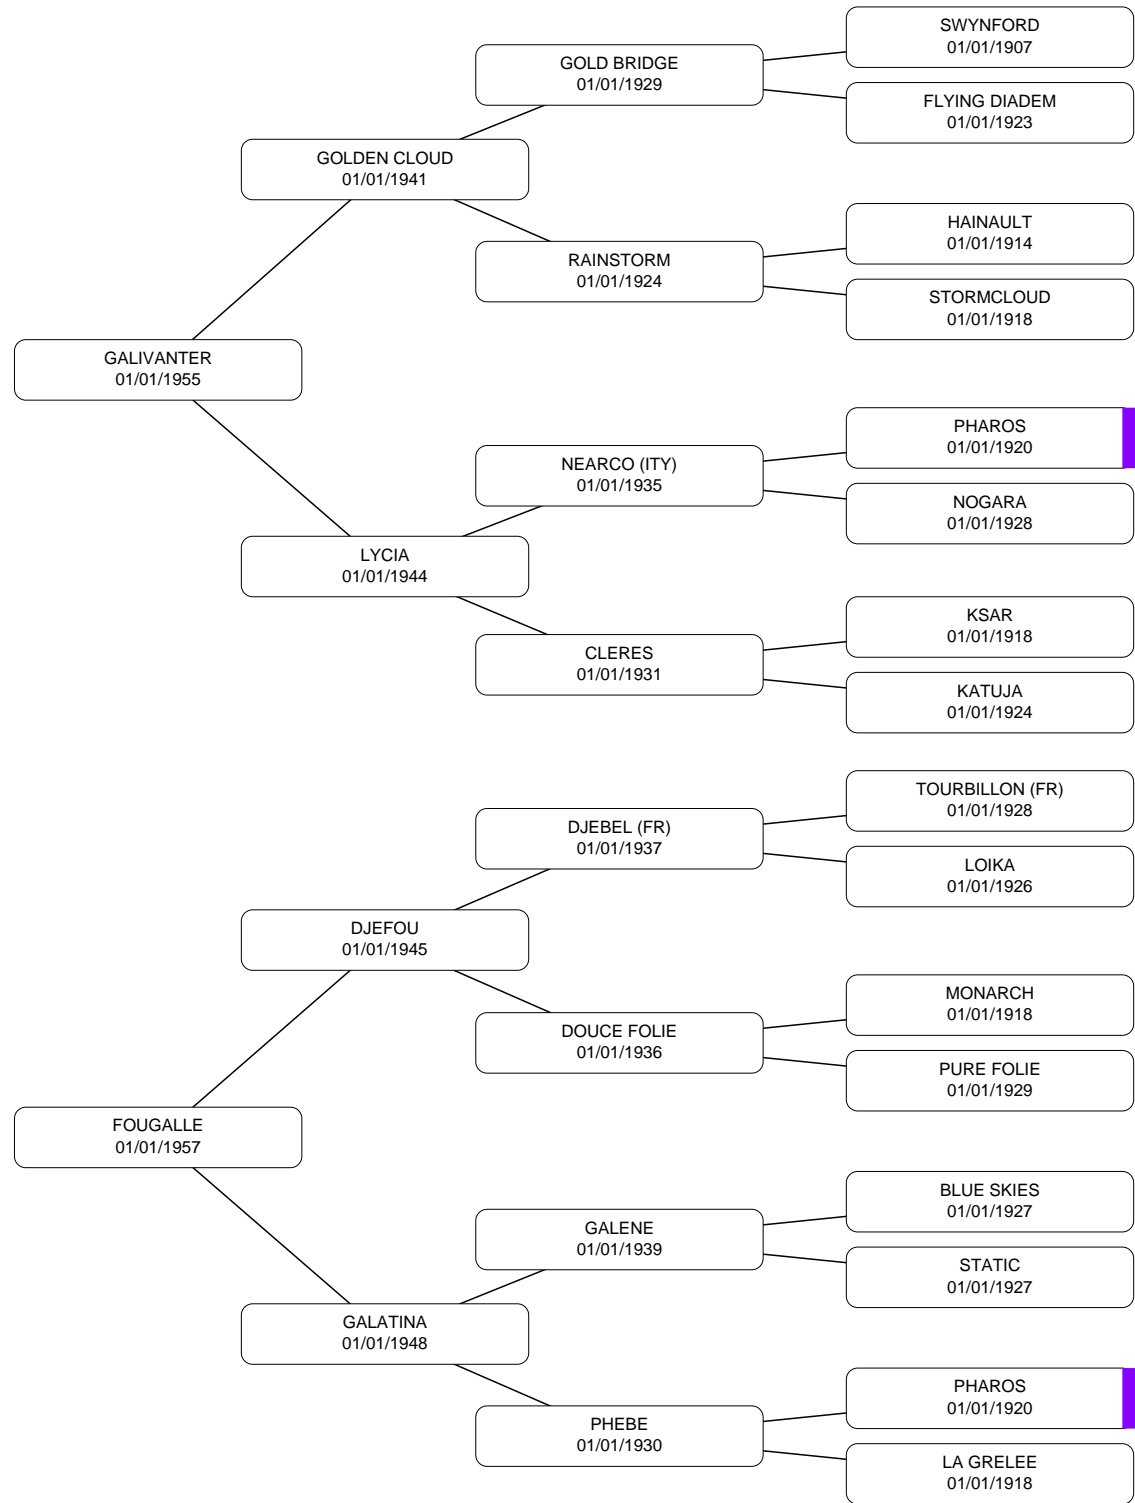 SWYNFORD
01/01/1907
GOLD BRIDGE
01/01/1929
FLYING DIADEM
01/01/1923
GOLDEN CLOUD
01/01/1941
HAINAULT
01/01/1914
RAINSTORM
01/01/1924
STORMCLOUD
01/01/1918
GALIVANTER
01/01/1955
PHAROS
01/01/1920
NEARCO (ITY)
01/01/1935
NOGARA
01/01/1928
LYCIA
01/01/1944
KSAR
01/01/1918
CLERES
01/01/1931
KATUJA
01/01/1924
TOURBILLON (FR)
01/01/1928
DJEBEL (FR)
01/01/1937
LOIKA
01/01/1926
DJEFOU
01/01/1945
MONARCH
01/01/1918
DOUCE FOLIE
01/01/1936
PURE FOLIE
01/01/1929
FOUGALLE
01/01/1957
BLUE SKIES
01/01/1927
GALENE
01/01/1939
STATIC
01/01/1927
GALATINA
01/01/1948
PHAROS
01/01/1920
PHEBE
01/01/1930
LA GRELEE
01/01/1918